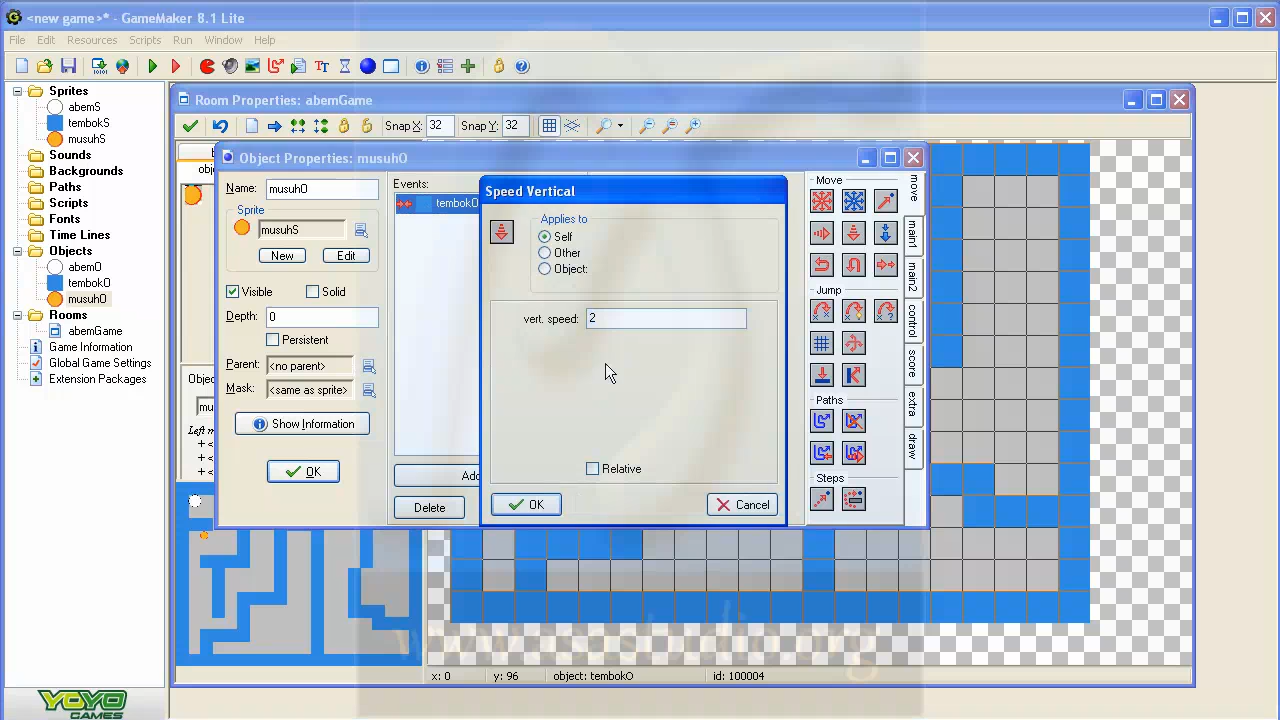 <new game>* - GameMaker 8.1 Lite
File Edit Resources Scripts Run Window Help
Sprites
abemS
tembokS
musuhS
Sounds
Backgrounds
Paths
Scripts
Fonts
Time Lines
Objects
abemO
tembokO
musuhO
Rooms
abemGame
Game Information
Global Game Settings
Extension Packages
YOYO
GAMES
Room Properties: abemGame
Snap X: 32 Snap Y: 32
Object Properties: musuhO
Name: musuhO
Sprite
musuhS
New Edit
Visible Solid
Depth: 0
Persistent
Parent: <no parent>
Mask: <same as sprite>
Show Information
OK
Events:
tembokO
Delete
Speed Vertical
Applies to
Self
Other
Object:
vert. speed: 2
Relative
OK Cancel
Move
Jump
Paths
Steps
move
main1
main2
control
score
extra
draw
x: 0 y: 96 object: tembokO id: 100004
www.asastudio.org